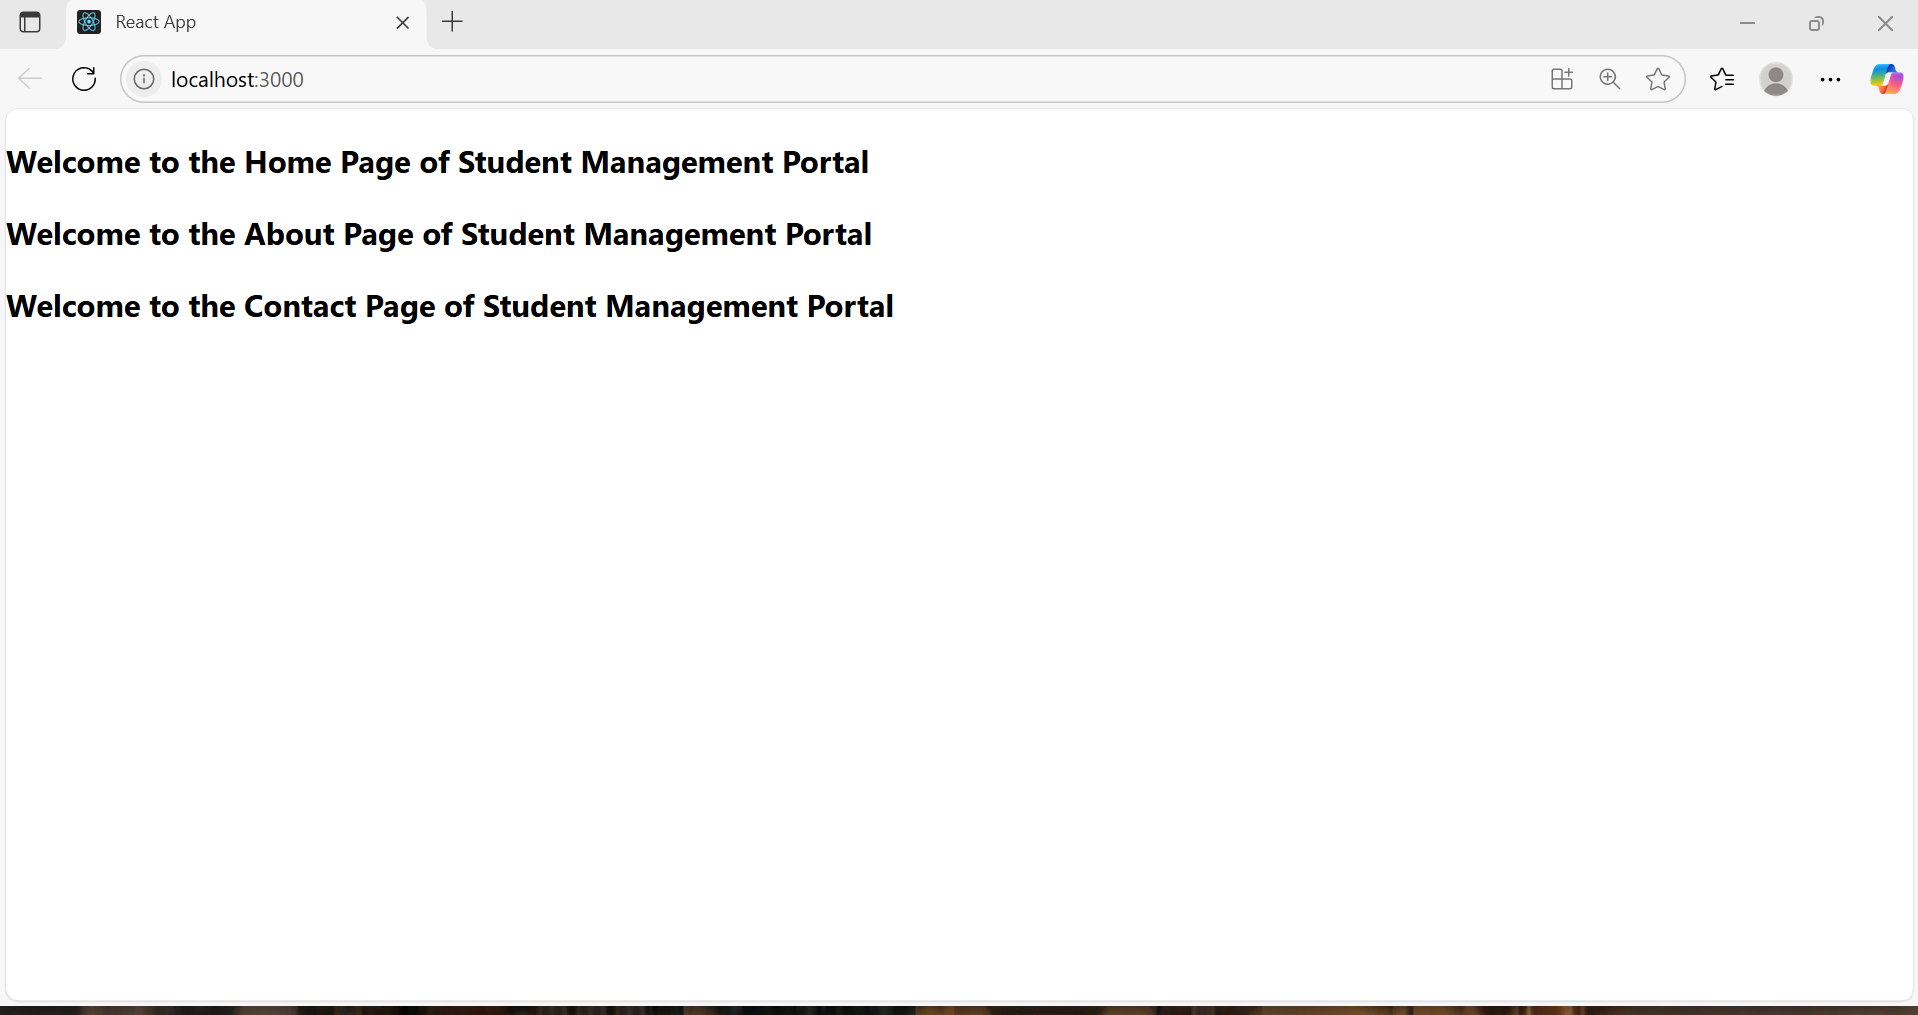 React App
localhost:3000
Welcome to the Home Page of Student Management Portal
Welcome to the About Page of Student Management Portal
Welcome to the Contact Page of Student Management Portal